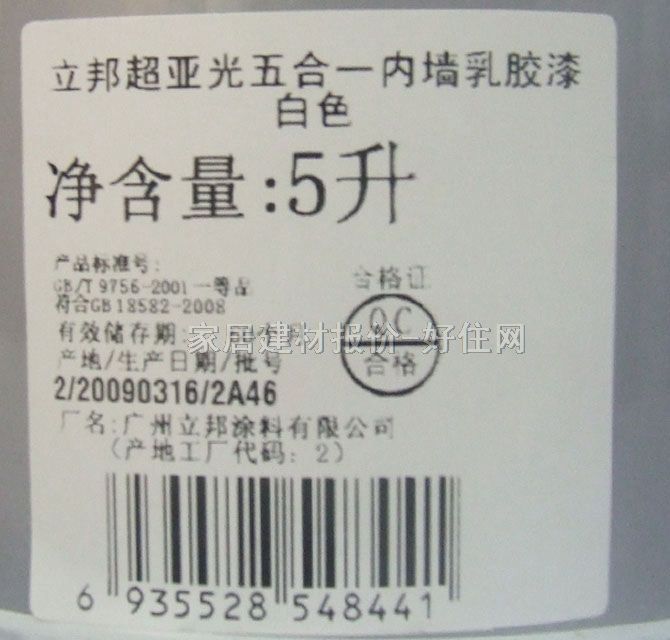 立邦超亚光五合一内墙乳胶漆
白色
净含量:5升
产品标准号:
GB/T 9756-2001 一等品
符合GB 18582-2008
合格证
QC
合格
有效储存期:
家居建材报价 好住网
产地/生产日期/批号
2/20090316/2A46
厂名:广州立邦涂料有限公司
(产地工厂代码: 2)
6 935528 548441